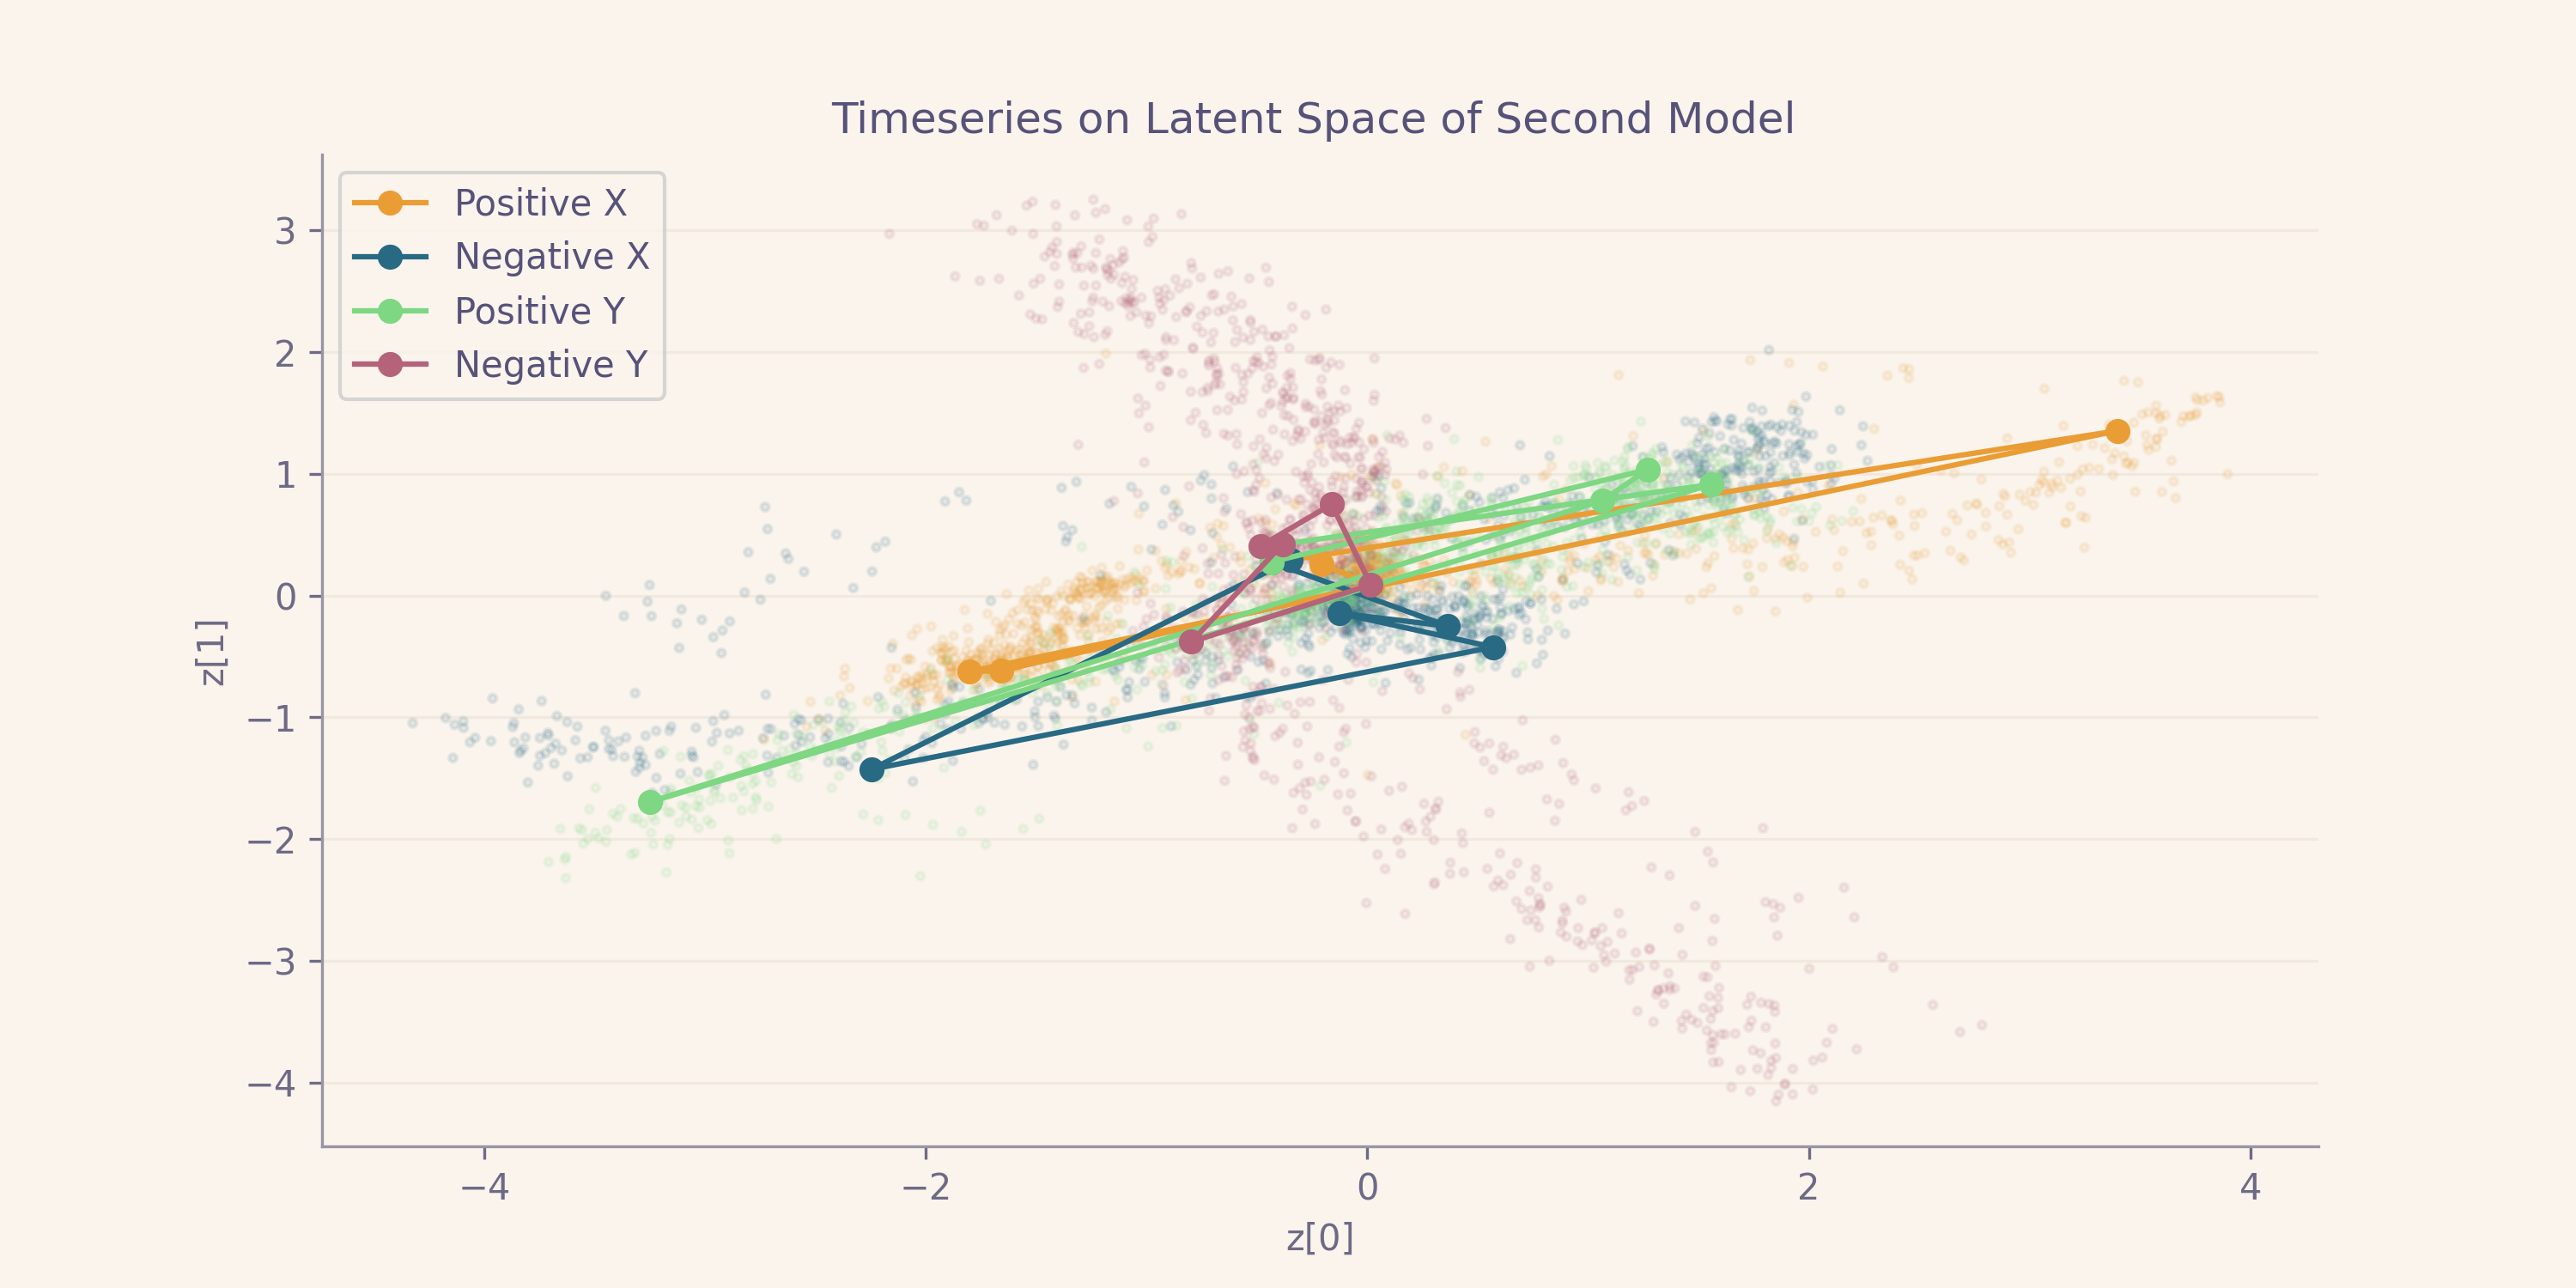 Timeseries on Latent Space of Second Model
Positive X
Negative X
Positive Y
Negative Y
3
2
1
0
−1
−2
−3
−4
z[1]
−4
−2
0
2
4
z[0]